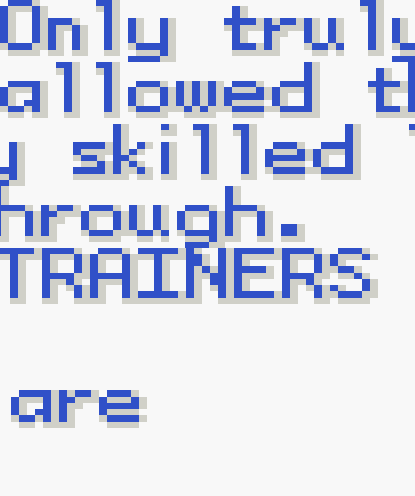 Only truly
allowed th
y skilled
hrough.
TRAINERS
are